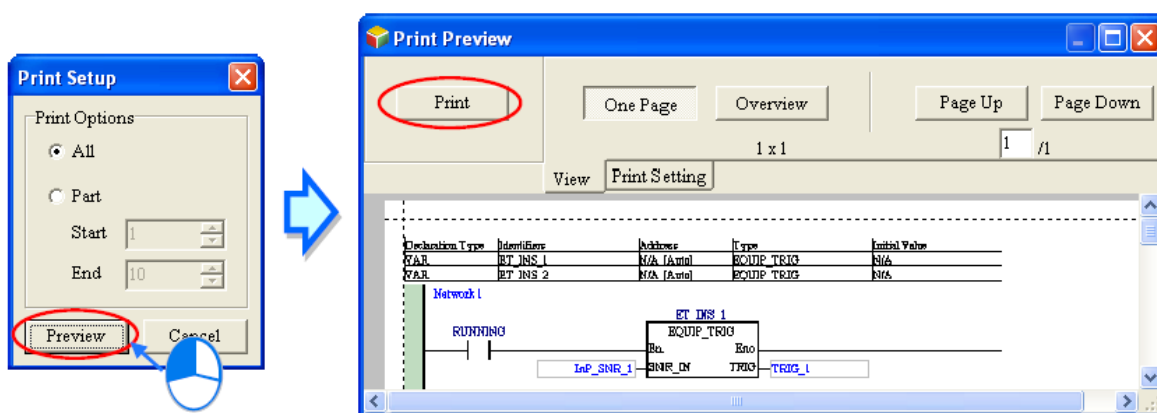 Print Setup
Print Options
All
Part
Start 1
End 10
Preview Cancel
Print Preview
Print One Page Overview Page Up Page Down
1 x 1 1 /1
View Print Setting
Declaration Type Identifiers Address Type Initial Value
VAR ET_INS_1 N/A [Auto] EQUIP_TRIG N/A
VAR ET_INS_2 N/A [Auto] EQUIP_TRIG N/A
Network 1
ET_INS_1
RUNNING EQUIP_TRIG
En Eno
InP_SNR_1 SNR_IN TRIG TRIG_1